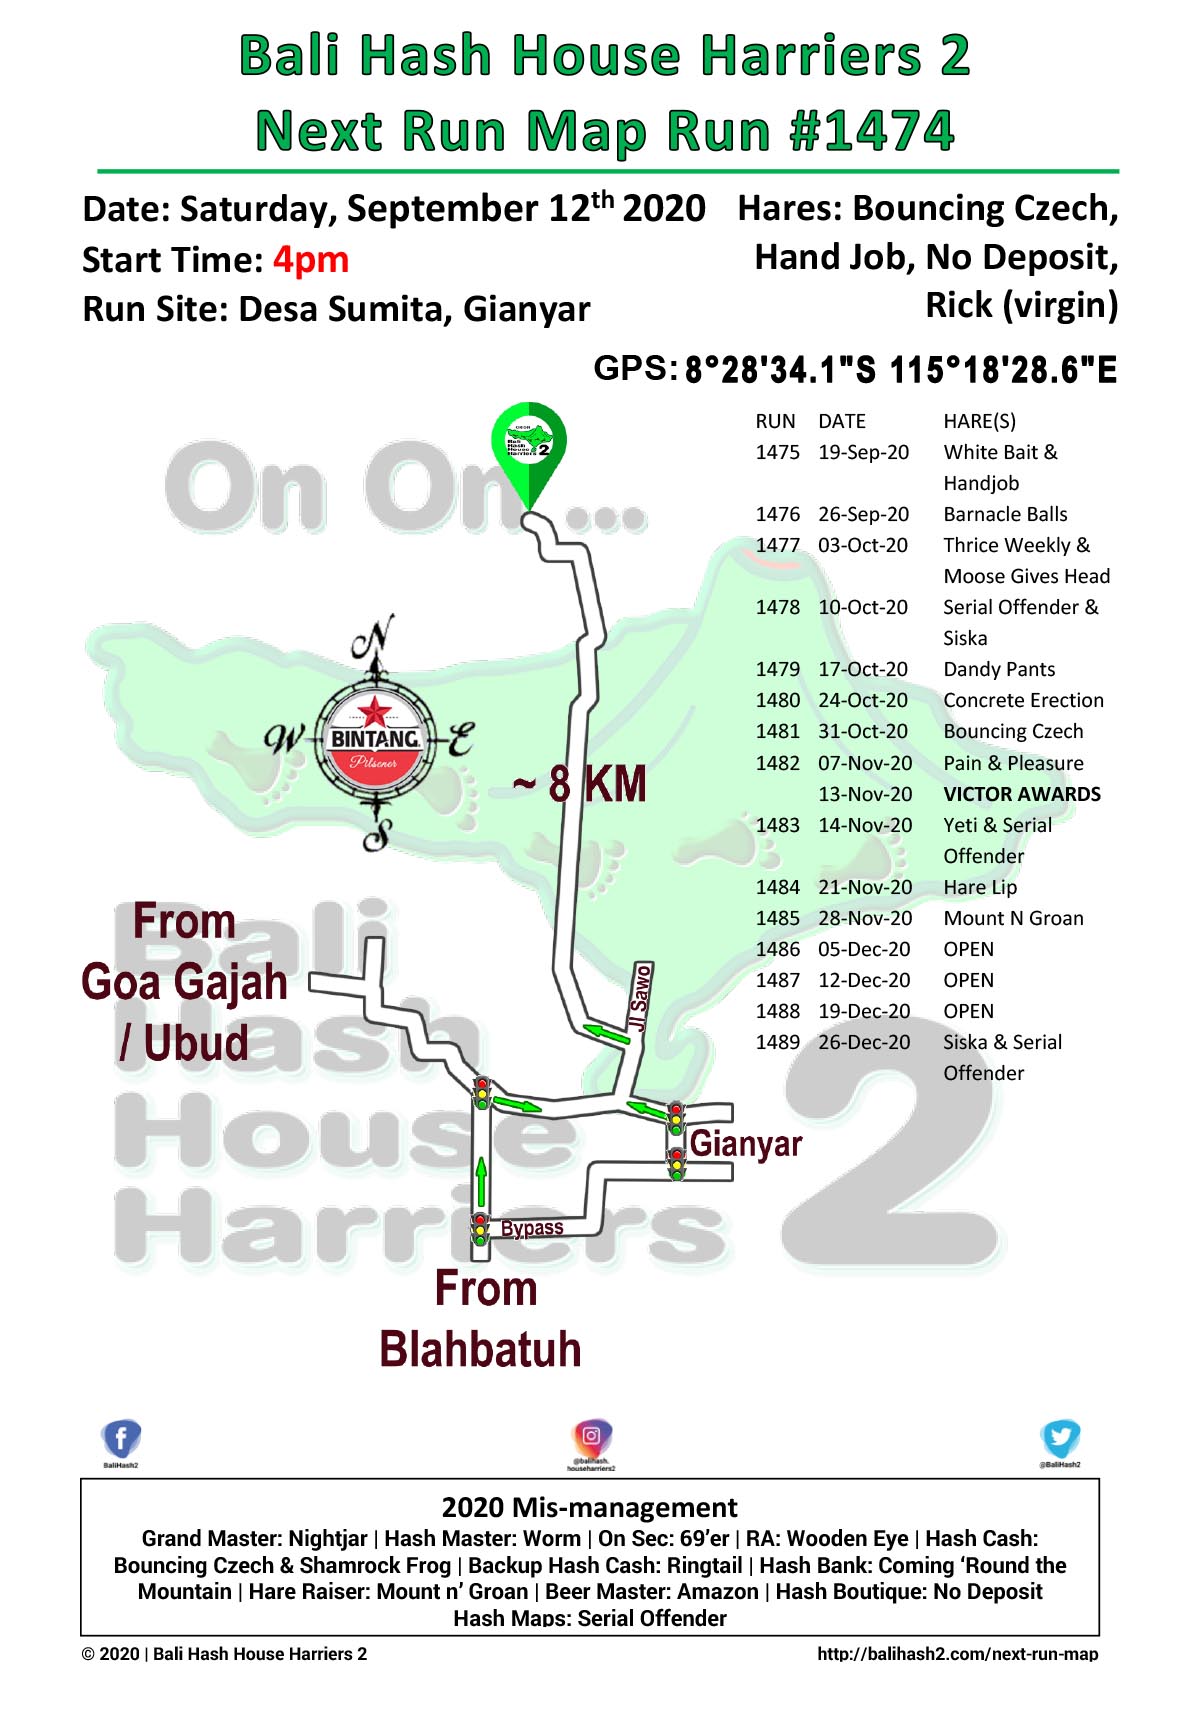 Bali Hash House Harriers 2
Next Run Map Run #1474
Date: Saturday, September 12th 2020
Start Time: 4pm
Run Site: Desa Sumita, Gianyar
Hares: Bouncing Czech,
Hand Job, No Deposit,
Rick (virgin)
GPS: 8°28'34.1"S 115°18'28.6"E
On On ...
Bali
Hash
House
Harriers 2
RUN DATE HARE(S)
1475 19-Sep-20 White Bait &
Handjob
1476 26-Sep-20 Barnacle Balls
1477 03-Oct-20 Thrice Weekly &
Moose Gives Head
1478 10-Oct-20 Serial Offender &
Siska
1479 17-Oct-20 Dandy Pants
1480 24-Oct-20 Concrete Erection
1481 31-Oct-20 Bouncing Czech
1482 07-Nov-20 Pain & Pleasure
13-Nov-20 VICTOR AWARDS
1483 14-Nov-20 Yeti & Serial
Offender
1484 21-Nov-20 Hare Lip
1485 28-Nov-20 Mount N Groan
1486 05-Dec-20 OPEN
1487 12-Dec-20 OPEN
1488 19-Dec-20 OPEN
1489 26-Dec-20 Siska & Serial
Offender
N
W
E
S
BINTANG
Pilsener
~ 8 KM
From
Goa Gajah
/ Ubud
Jl Sawo
Gianyar
Bypass
From
Blahbatuh
Bali
Hash
House
Harriers 2
BaliHash2
@balihash.
househarriers2
@BaliHash2
2020 Mis-management
Grand Master: Nightjar | Hash Master: Worm | On Sec: 69’er | RA: Wooden Eye | Hash Cash:
Bouncing Czech & Shamrock Frog | Backup Hash Cash: Ringtail | Hash Bank: Coming ‘Round the
Mountain | Hare Raiser: Mount n’ Groan | Beer Master: Amazon | Hash Boutique: No Deposit
Hash Maps: Serial Offender
© 2020 | Bali Hash House Harriers 2
http://balihash2.com/next-run-map